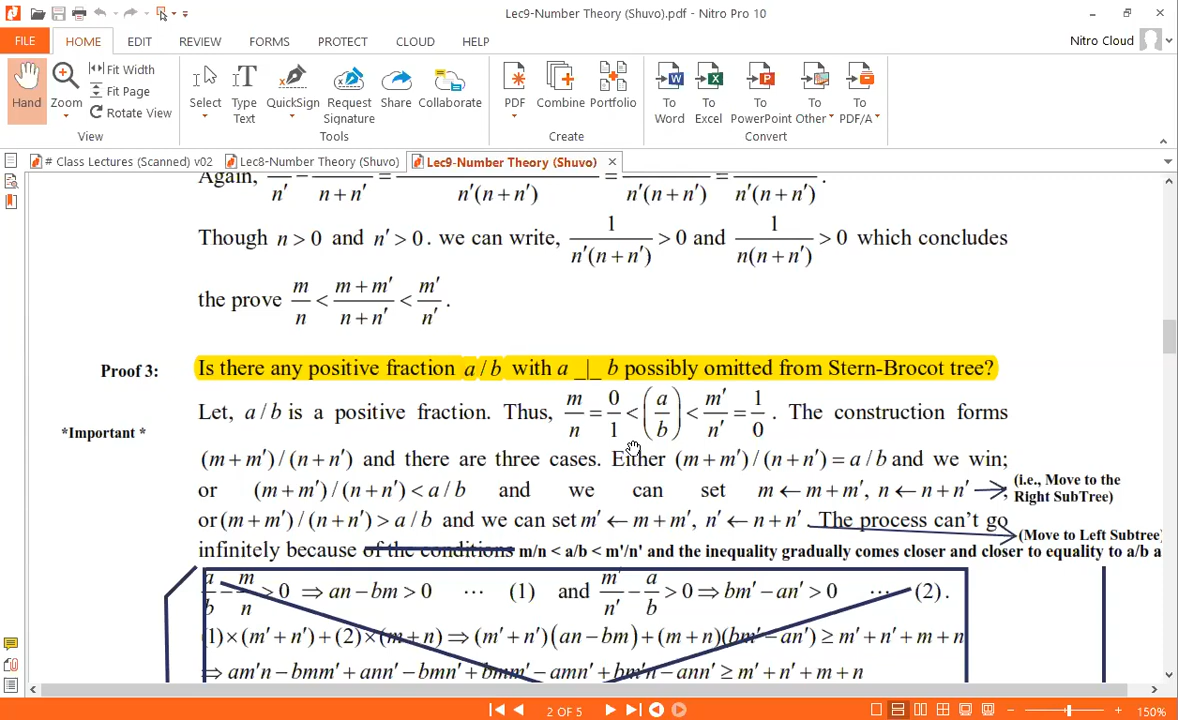 Lec9-Number Theory (Shuvo).pdf - Nitro Pro 10
FILE HOME EDIT REVIEW FORMS PROTECT CLOUD HELP Nitro Cloud
Hand Zoom Fit Width Fit Page Rotate View Select Type Text QuickSign Request Signature Share Collaborate PDF Combine Portfolio To Word To Excel To PowerPoint To Other To PDF/A
View Tools Create Convert
# Class Lectures (Scanned) v02 Lec8-Number Theory (Shuvo) Lec9-Number Theory (Shuvo)
Again, /n′ − /(n + n′) = /n′(n + n′) = /n′(n + n′) = /n′(n + n′) .
Though n > 0 and n′ > 0. we can write, 1/n′(n + n′) > 0 and 1/n(n + n′) > 0 which concludes
the prove m/n < (m + m′)/(n + n′) < m′/n′ .
Proof 3: Is there any positive fraction a / b with a _|_ b possibly omitted from Stern-Brocot tree?
Let, a / b is a positive fraction. Thus, m/n = 0/1 < (a/b) < m′/n′ = 1/0 . The construction forms
*Important *
(m + m′) / (n + n′) and there are three cases. Either (m + m′) / (n + n′) = a / b and we win;
or (m + m′) / (n + n′) < a / b and we can set m ← m + m′, n ← n + n′ ; (i.e., Move to the Right SubTree)
or (m + m′) / (n + n′) > a / b and we can set m′ ← m + m′, n′ ← n + n′ . The process can't go
(Move to Left Subtree)
infinitely because of the conditions m/n < a/b < m'/n' and the inequality gradually comes closer and closer to equality to a/b a
a/b − m/n > 0 ⇒ an − bm > 0 ⋯ (1) and m′/n′ − a/b > 0 ⇒ bm′ − an′ > 0 ⋯ (2) .
(1)×(m′ + n′) + (2)×(m + n) ⇒ (m′ + n′)(an − bm) + (m + n)(bm′ − an′) ≥ m′ + n′ + m + n
⇒ am′n − bmm′ + ann′ − bmn′ + bmm′ − amn′ + bm′n − ann′ ≥ m′ + n′ + m + n
2 OF 5 150%